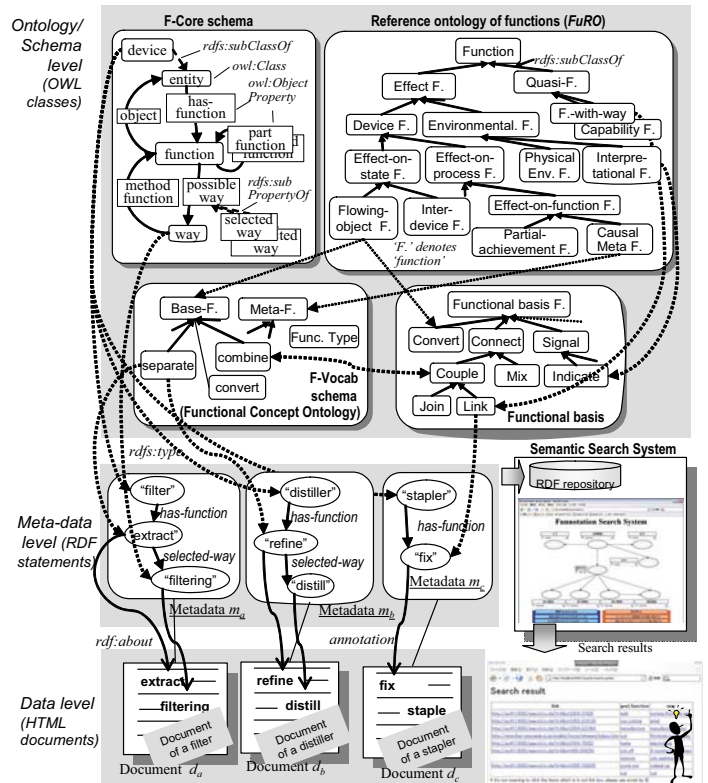 Ontology/
Schema
level
(OWL
classes)
F-Core schema
device
rdfs:subClassOf
entity
owl:Class
owl:Object
Property
object
has-
function
part
function
function
function
method
function
possible
way
rdfs:sub
PropertyOf
selected
way
way
way
Reference ontology of functions (FuRO)
Function
rdfs:subClassOf
Effect F.
Quasi-F.
F.-with-way
Capability F.
Device F.
Environmental. F.
Effect-on-
state F.
Effect-on-
process F.
Physical
Env. F.
Interpre-
tational F.
Effect-on-function F.
Flowing-
object F.
Inter-
device F.
Partial-
achievement F.
Causal
Meta F.
'F.' denotes
'function'
Base-F.
Meta-F.
Func. Type
separate
combine
convert
F-Vocab
schema
(Functional Concept Ontology)
Functional basis F.
Convert
Connect
Signal
Couple
Mix
Indicate
Join
Link
Functional basis
rdfs:type
Meta-data
level (RDF
statements)
"filter"
has-function
"extract"
selected-way
"filtering"
Metadata ma
"distiller"
has-function
"refine"
selected-way
"distill"
Metadata mb
"stapler"
has-function
"fix"
Metadata mc
Semantic Search System
RDF repository
Funnotation Search System
Search results
rdf:about
annotation
Data level
(HTML
documents)
extract
filtering
Document
of a filter
Document da
refine
distill
Document
of a distiller
Document db
fix
staple
Document
of a stapler
Document dc
Search result